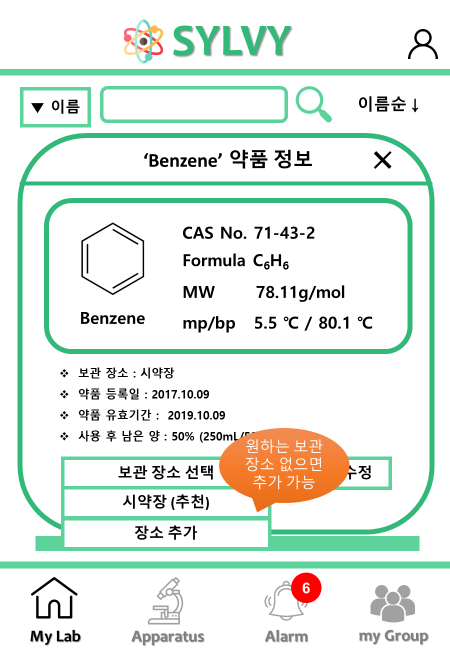 SYLVY
▼ 이름
이름순↓
‘Benzene’ 약품 정보
CAS No. 71-43-2
Formula C₆H₆
MW 78.11g/mol
mp/bp 5.5 ℃ / 80.1 ℃
Benzene
❖ 보관 장소 : 시약장
❖ 약품 등록일 : 2017.10.09
❖ 약품 유효기간 : 2019.10.09
❖ 사용 후 남은 양 : 50% (250mL/
원하는 보관
장소 없으면
추가 가능
보관 장소 선택
수정
시약장 (추천)
장소 추가
6
My Lab
Apparatus
Alarm
my Group